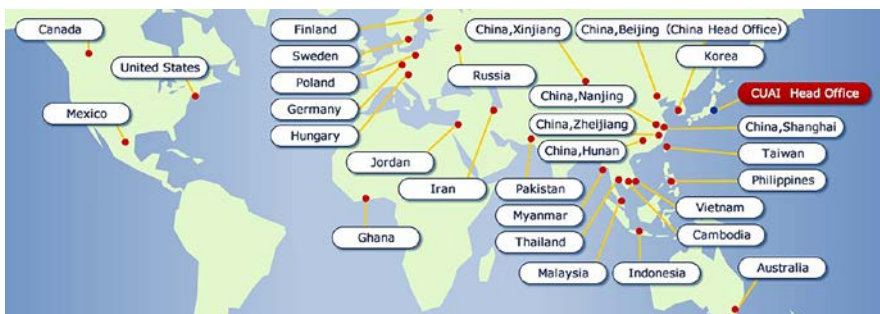 Canada
United States
Mexico
Finland
Sweden
Poland
Germany
Hungary
Russia
Jordan
Iran
Ghana
China,Xinjiang
China,Beijing (China Head Office)
Korea
China,Nanjing
CUAI Head Office
China,Zheijiang
China,Shanghai
China,Hunan
Taiwan
Pakistan
Philippines
Myanmar
Vietnam
Thailand
Cambodia
Malaysia
Indonesia
Australia